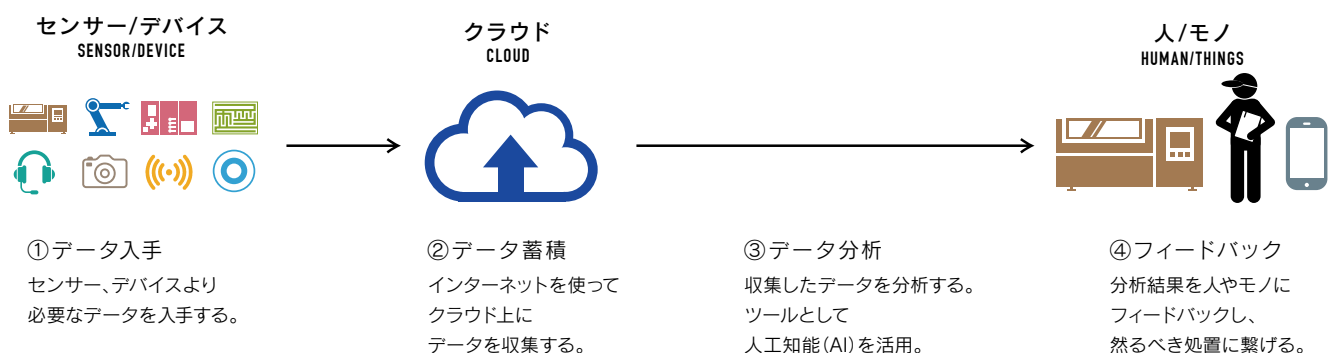 センサー/デバイス
SENSOR/DEVICE
クラウド
CLOUD
人/モノ
HUMAN/THINGS
①データ入手
センサー、デバイスより
必要なデータを入手する。
②データ蓄積
インターネットを使って
クラウド上に
データを収集する。
③データ分析
収集したデータを分析する。
ツールとして
人工知能(AI)を活用。
④フィードバック
分析結果を人やモノに
フィードバックし、
然るべき処置に繋げる。